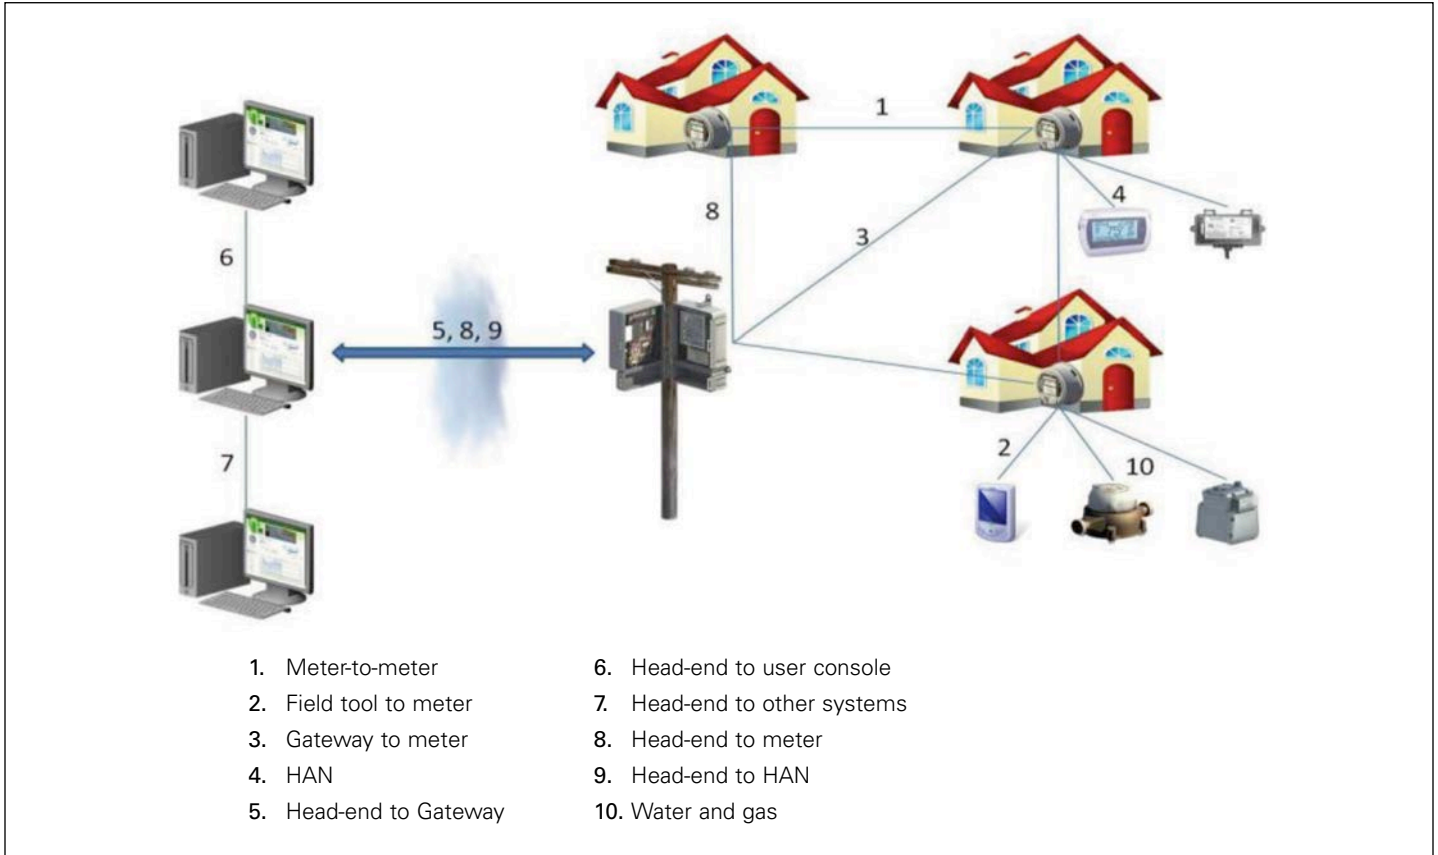 1
8
3
4
6
5, 8, 9
7
2
10
1. Meter-to-meter
2. Field tool to meter
3. Gateway to meter
4. HAN
5. Head-end to Gateway
6. Head-end to user console
7. Head-end to other systems
8. Head-end to meter
9. Head-end to HAN
10. Water and gas